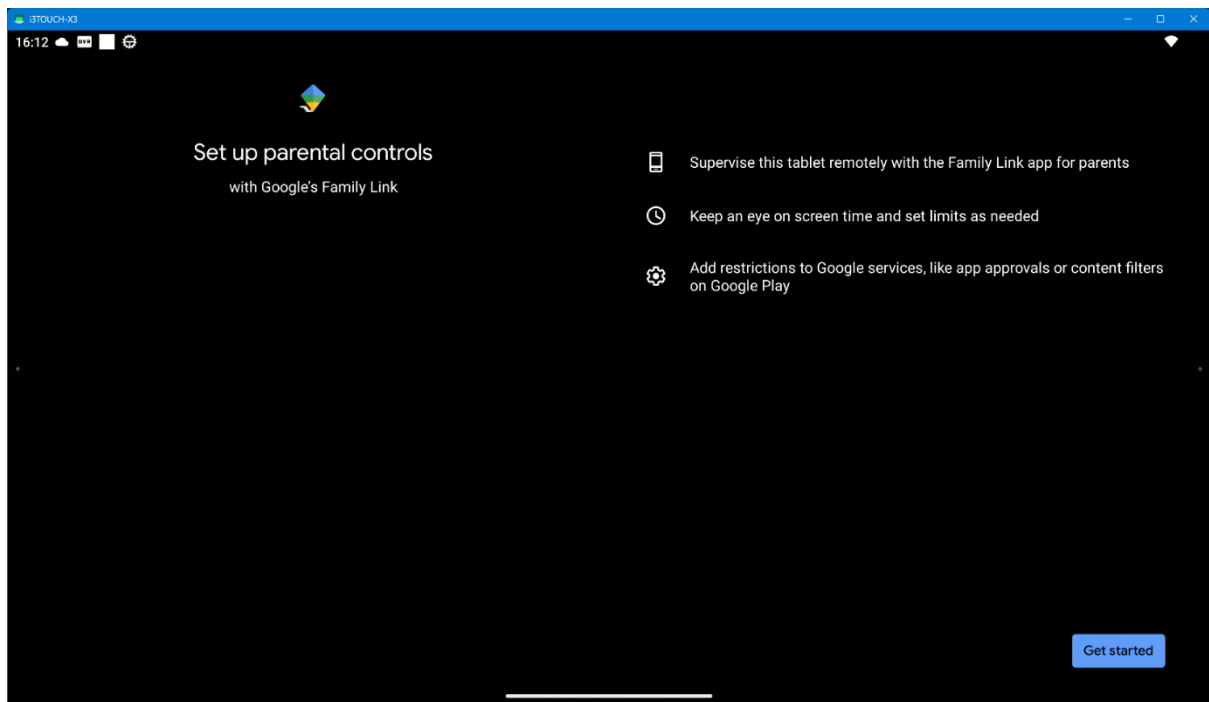 i3TOUCH-X3
16:12
Set up parental controls
with Google's Family Link
Supervise this tablet remotely with the Family Link app for parents
Keep an eye on screen time and set limits as needed
Add restrictions to Google services, like app approvals or content filters
on Google Play
Get started